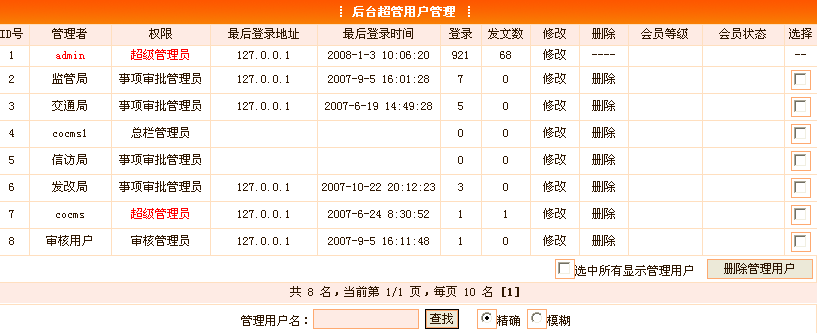 ⋮ 后台超管用户管理 ⋮
ID号 管理者 权限 最后登录地址 最后登录时间 登录 发文数 修改 删除 会员等级 会员状态 选择
1 admin 超级管理员 127.0.0.1 2008-1-3 10:06:20 921 68 修改 ---- --
2 监管局 事项审批管理员 127.0.0.1 2007-9-5 16:01:28 7 0 修改 删除
3 交通局 事项审批管理员 127.0.0.1 2007-6-19 14:49:28 5 0 修改 删除
4 cocms1 总栏管理员 0 0 修改 删除
5 信访局 事项审批管理员 0 0 修改 删除
6 发改局 事项审批管理员 127.0.0.1 2007-10-22 20:12:23 3 0 修改 删除
7 cocms 超级管理员 127.0.0.1 2007-6-24 8:30:52 1 1 修改 删除
8 审核用户 审核管理员 127.0.0.1 2007-9-5 16:11:48 1 0 修改 删除
选中所有显示管理用户 删除管理用户
共 8 名,当前第 1/1 页,每页 10 名 [1]
管理用户名: 查找 精确 模糊